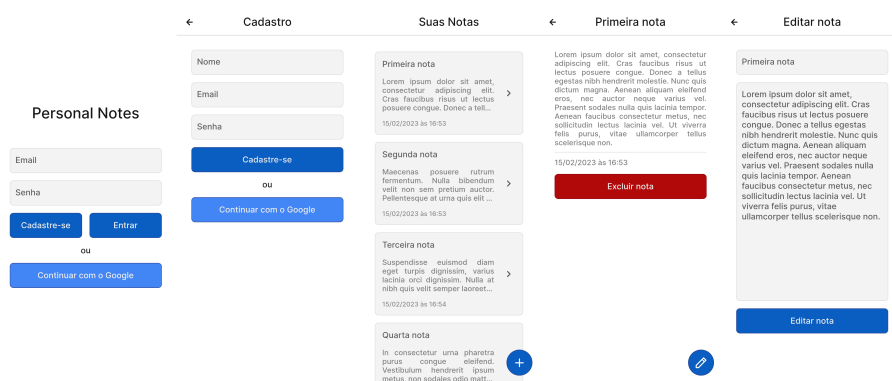 Personal Notes
Email
Senha
Cadastre-se
Entrar
ou
Continuar com o Google
Cadastro
Nome
Email
Senha
Cadastre-se
ou
Continuar com o Google
Suas Notas
Primeira nota
Lorem ipsum dolor sit amet,
consectetur adipiscing elit.
Cras faucibus risus ut lectus
posuere congue. Donec a tell...
15/02/2023 às 16:53
Segunda nota
Maecenas posuere rutrum
fermentum. Nulla bibendum
velit non sem pretium auctor.
Pellentesque at urna quis elit ...
15/02/2023 às 16:53
Terceira nota
Suspendisse euismod diam
eget turpis dignissim, varius
lacinia orci dignissim. Nulla at
nibh quis velit semper laoreet...
15/02/2023 às 16:54
Quarta nota
In consectetur urna pharetra
purus congue eleifend.
Vestibulum hendrerit ipsum
metus, non sodales odio matt...
Primeira nota
Lorem ipsum dolor sit amet, consectetur
adipiscing elit. Cras faucibus risus ut
lectus posuere congue. Donec a tellus
egestas nibh hendrerit molestie. Nunc quis
dictum magna. Aenean aliquam eleifend
eros, nec auctor neque varius vel.
Praesent sodales nulla quis lacinia tempor.
Aenean faucibus consectetur metus, nec
sollicitudin lectus lacinia vel. Ut viverra
felis purus, vitae ullamcorper tellus
scelerisque non.
15/02/2023 às 16:53
Excluir nota
Editar nota
Primeira nota
Lorem ipsum dolor sit amet,
consectetur adipiscing elit. Cras
faucibus risus ut lectus posuere
congue. Donec a tellus egestas
nibh hendrerit molestie. Nunc quis
dictum magna. Aenean aliquam
eleifend eros, nec auctor neque
varius vel. Praesent sodales nulla
quis lacinia tempor. Aenean
faucibus consectetur metus, nec
sollicitudin lectus lacinia vel. Ut
viverra felis purus, vitae
ullamcorper tellus scelerisque non.
Editar nota